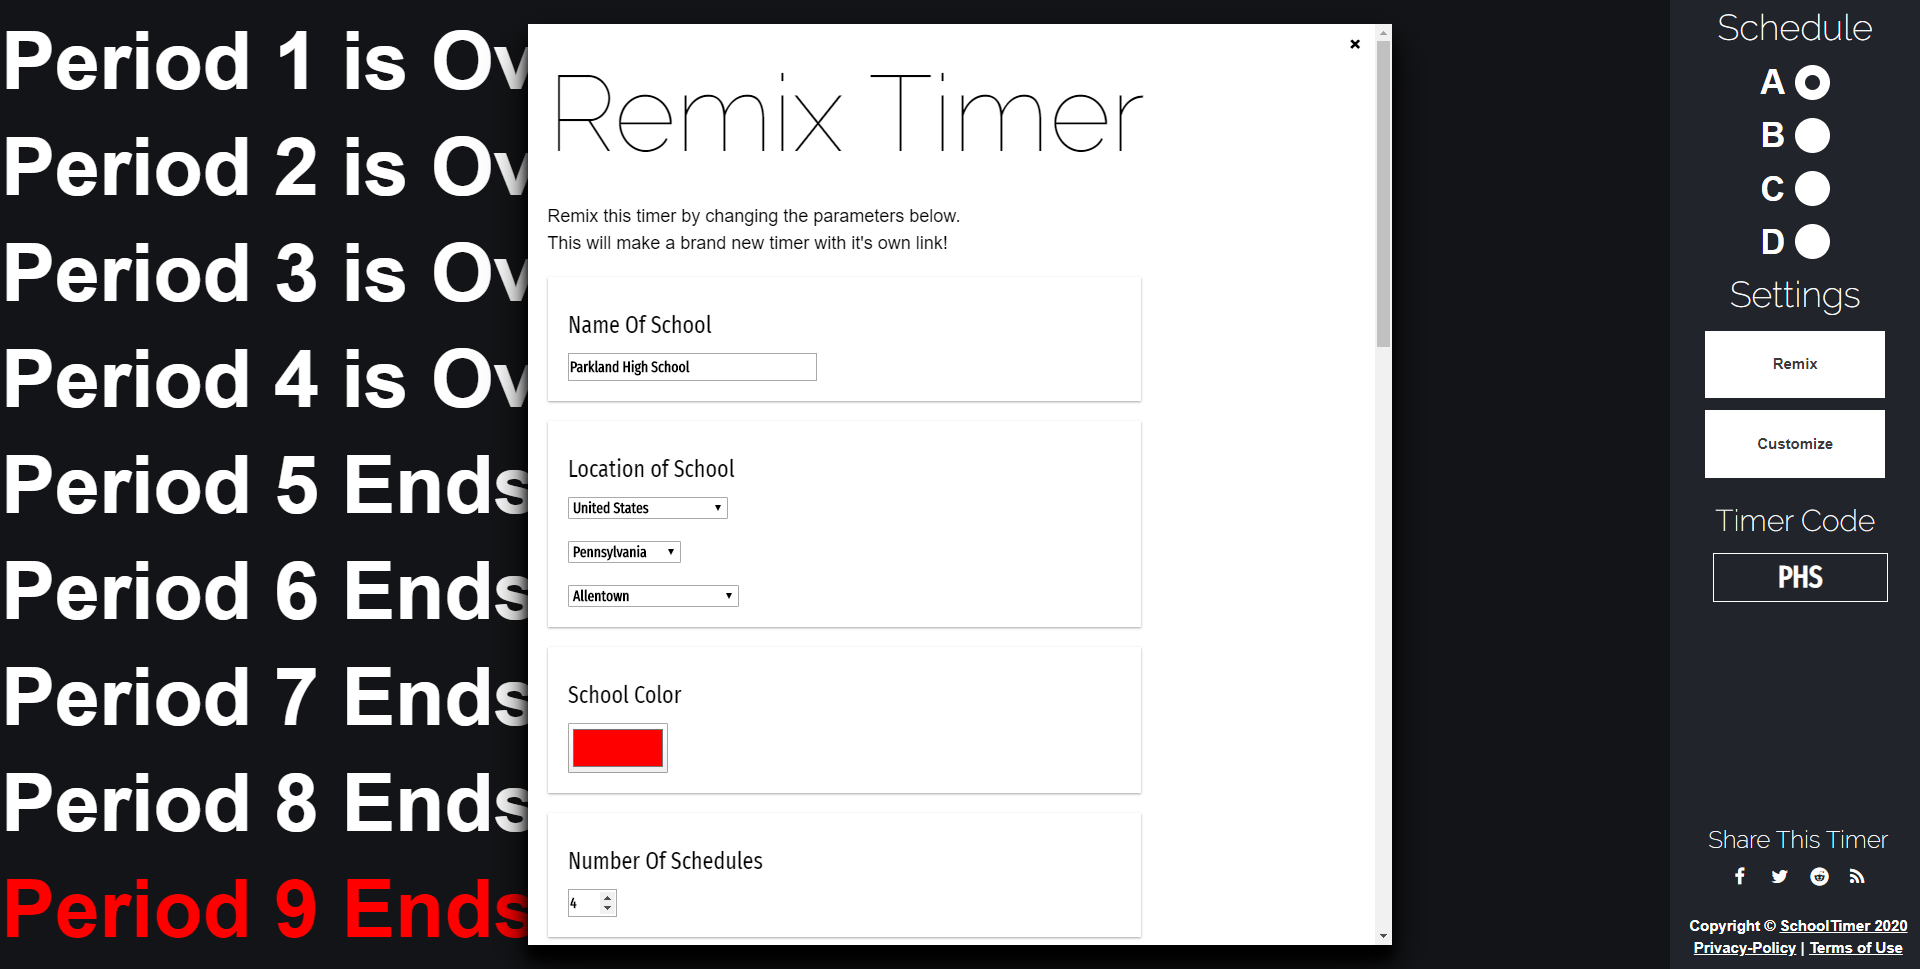 Period 1 is Ov
Period 2 is Ov
Period 3 is Ov
Period 4 is Ov
Period 5 Ends
Period 6 Ends
Period 7 Ends
Period 8 Ends
Period 9 Ends
Remix Timer
Remix this timer by changing the parameters below.
This will make a brand new timer with it's own link!
Name Of School
Parkland High School
Location of School
United States
Pennsylvania
Allentown
School Color
Number Of Schedules
4
Schedule
A
B
C
D
Settings
Remix
Customize
Timer Code
PHS
Share This Timer
Copyright © SchoolTimer 2020
Privacy-Policy | Terms of Use